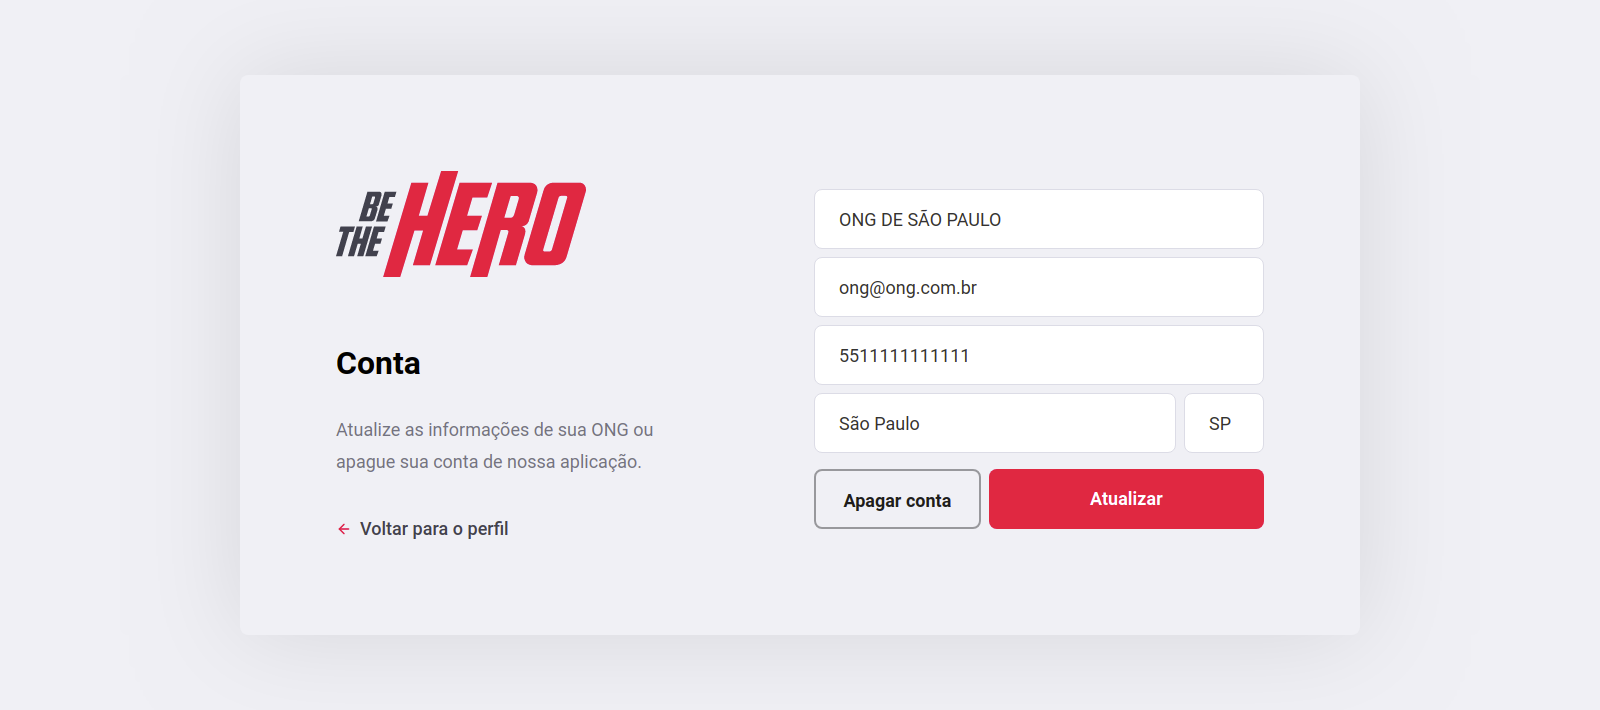 BE
THE
HERO
Conta
Atualize as informações de sua ONG ou
apague sua conta de nossa aplicação.
Voltar para o perfil
ONG DE SÃO PAULO
ong@ong.com.br
5511111111111
São Paulo
SP
Apagar conta
Atualizar